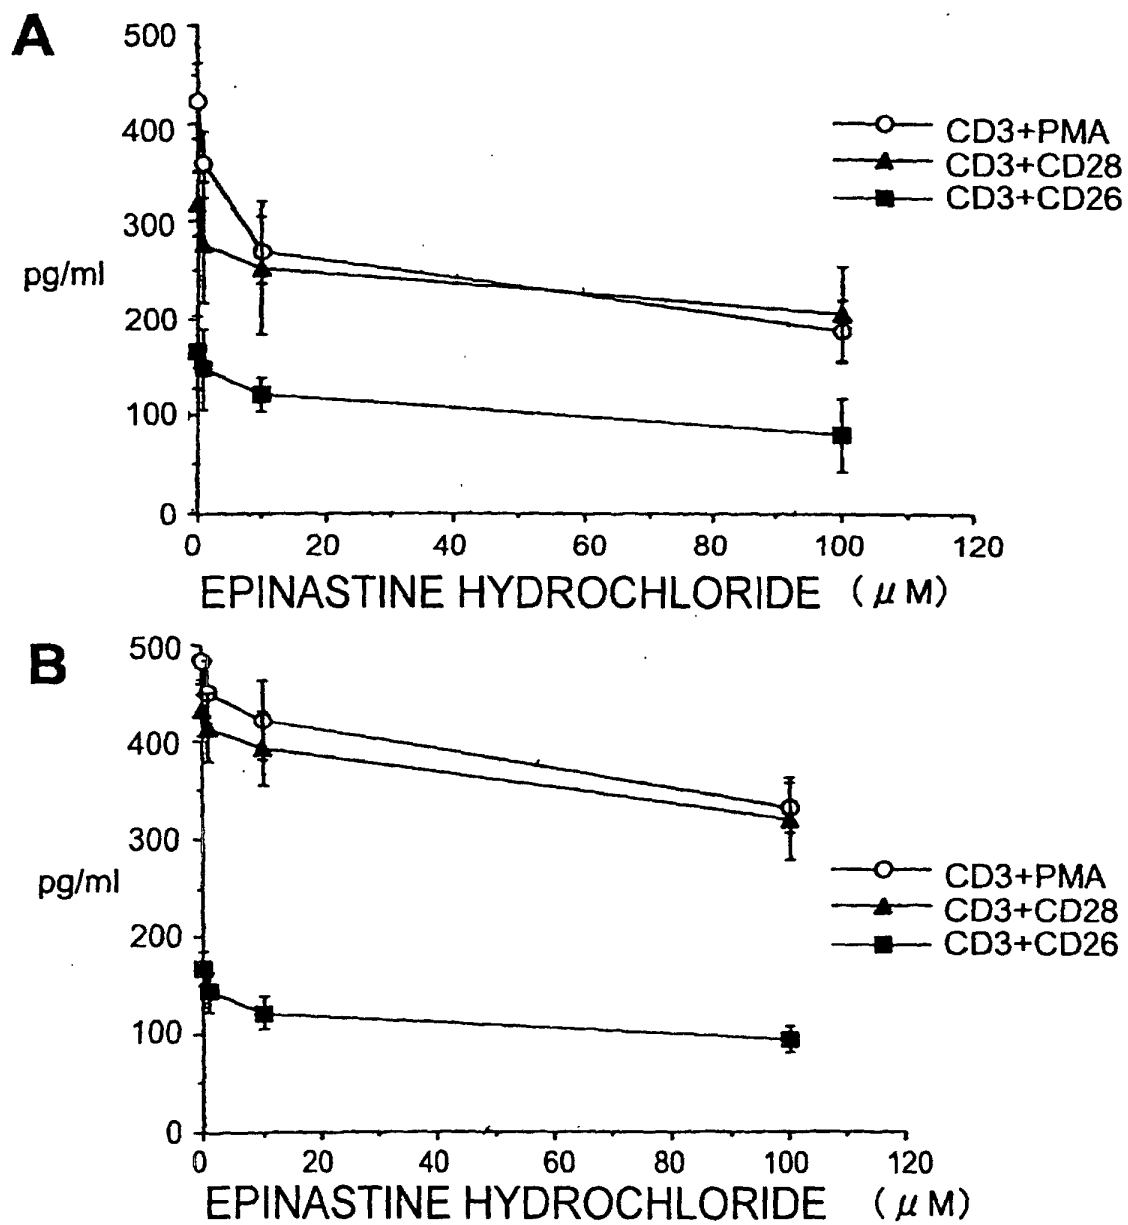 A
500
400
300
pg/ml
200
100
0
0 20 40 60 80 100 120
EPINASTINE HYDROCHLORIDE (μM)
CD3+PMA
CD3+CD28
CD3+CD26
B
500
400
300
pg/ml
200
100
0
0 20 40 60 80 100 120
EPINASTINE HYDROCHLORIDE (μM)
CD3+PMA
CD3+CD28
CD3+CD26